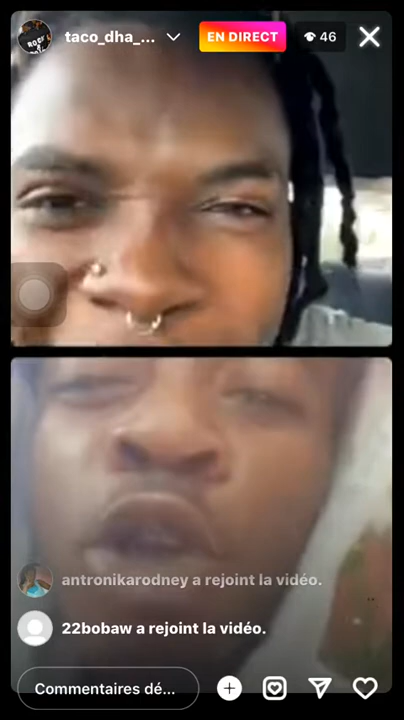 taco_dha_...
EN DIRECT
46
antronikarodney a rejoint la vidéo.
22bobaw a rejoint la vidéo.
Commentaires dé...